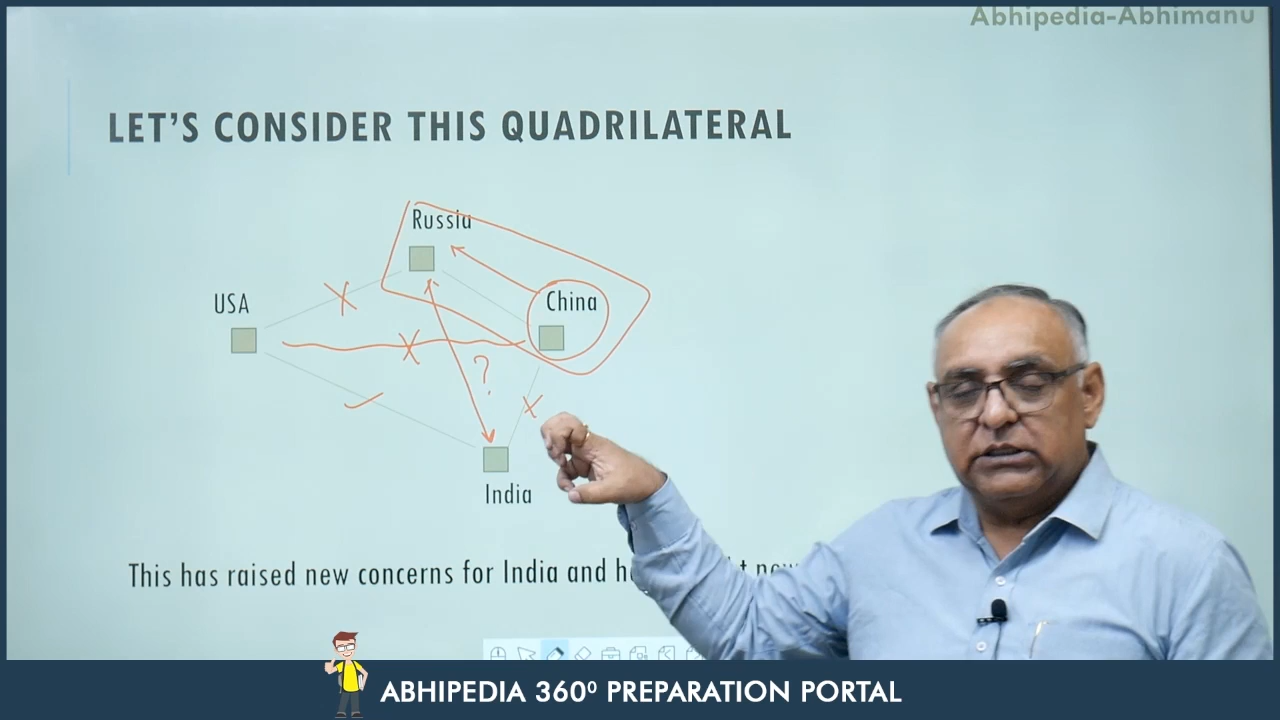 Abhipedia-Abhimanu
LET'S CONSIDER THIS QUADRILATERAL
Russia
USA
China
X
X
?
X
India
This has raised new concerns for India and
ABHIPEDIA 360⁰ PREPARATION PORTAL